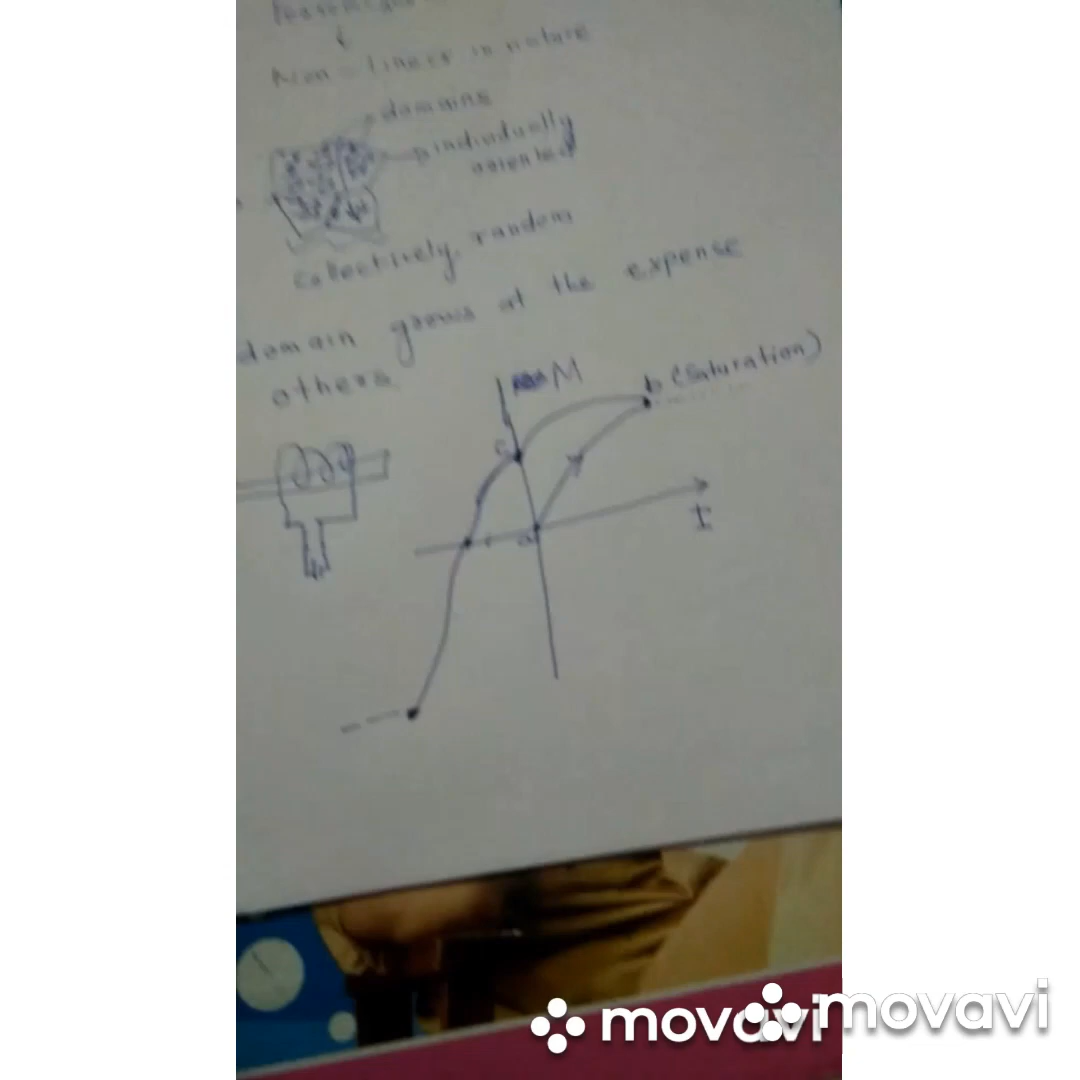 Non-linear in nature
domains
individually
oriented
collectively, random
domain grows at the expense
others
M
b (saturation)
c
a
I
movavi
movavi